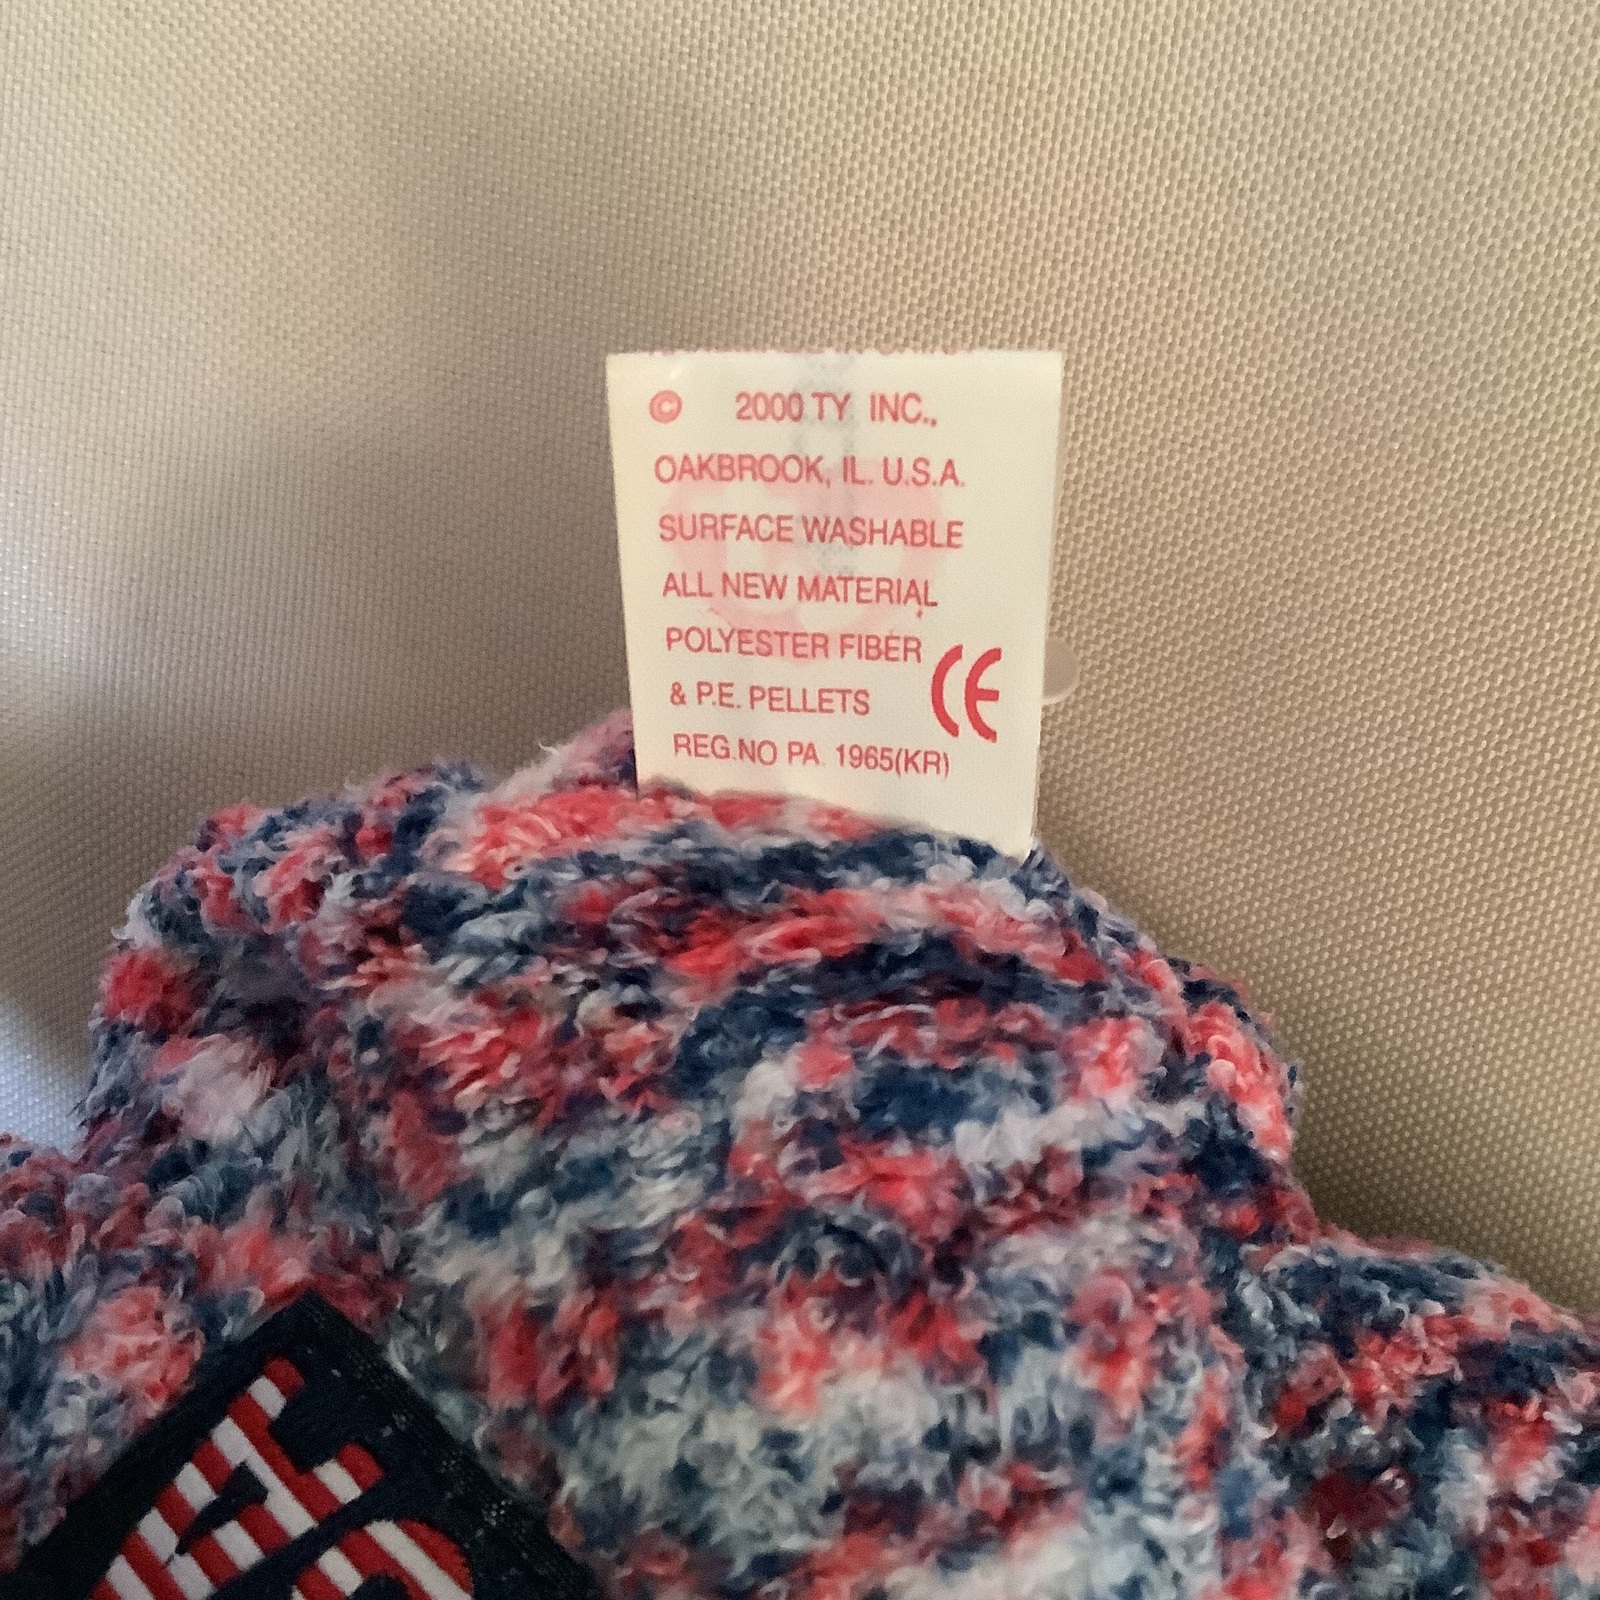 © 2000 TY INC.,
OAKBROOK, IL. U.S.A.
SURFACE WASHABLE
ALL NEW MATERIAL
POLYESTER FIBER
& P.E. PELLETS
CE
REG.NO PA. 1965(KR)